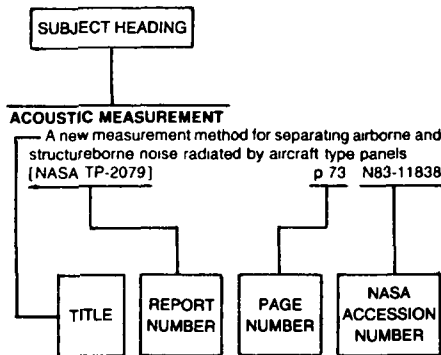 SUBJECT HEADING
ACOUSTIC MEASUREMENT
A new measurement method for separating airborne and
structureborne noise radiated by aircraft type panels
[NASA TP-2079] p 73 N83-11838
TITLE
REPORT
NUMBER
PAGE
NUMBER
NASA
ACCESSION
NUMBER